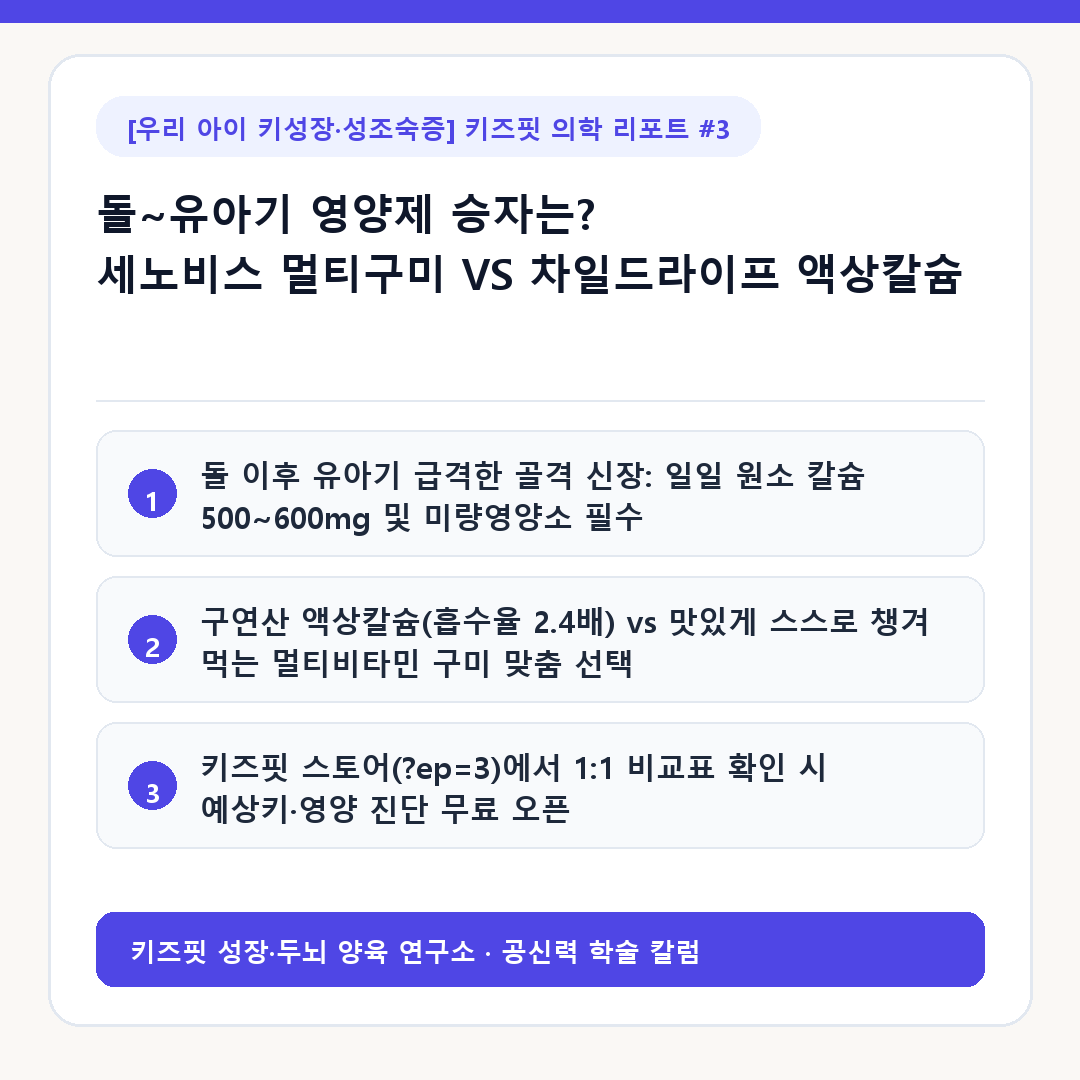 [우리 아이 키성장·성조숙증] 키즈핏 의학 리포트 #3
돌~유아기 영양제 승자는?
세노비스 멀티구미 VS 차일드라이프 액상칼슘
1
돌 이후 유아기 급격한 골격 신장: 일일 원소 칼슘
500~600mg 및 미량영양소 필수
2
구연산 액상칼슘(흡수율 2.4배) vs 맛있게 스스로 챙겨
먹는 멀티비타민 구미 맞춤 선택
3
키즈핏 스토어(?ep=3)에서 1:1 비교표 확인 시
예상키·영양 진단 무료 오픈
키즈핏 성장·두뇌 양육 연구소 · 공신력 학술 칼럼